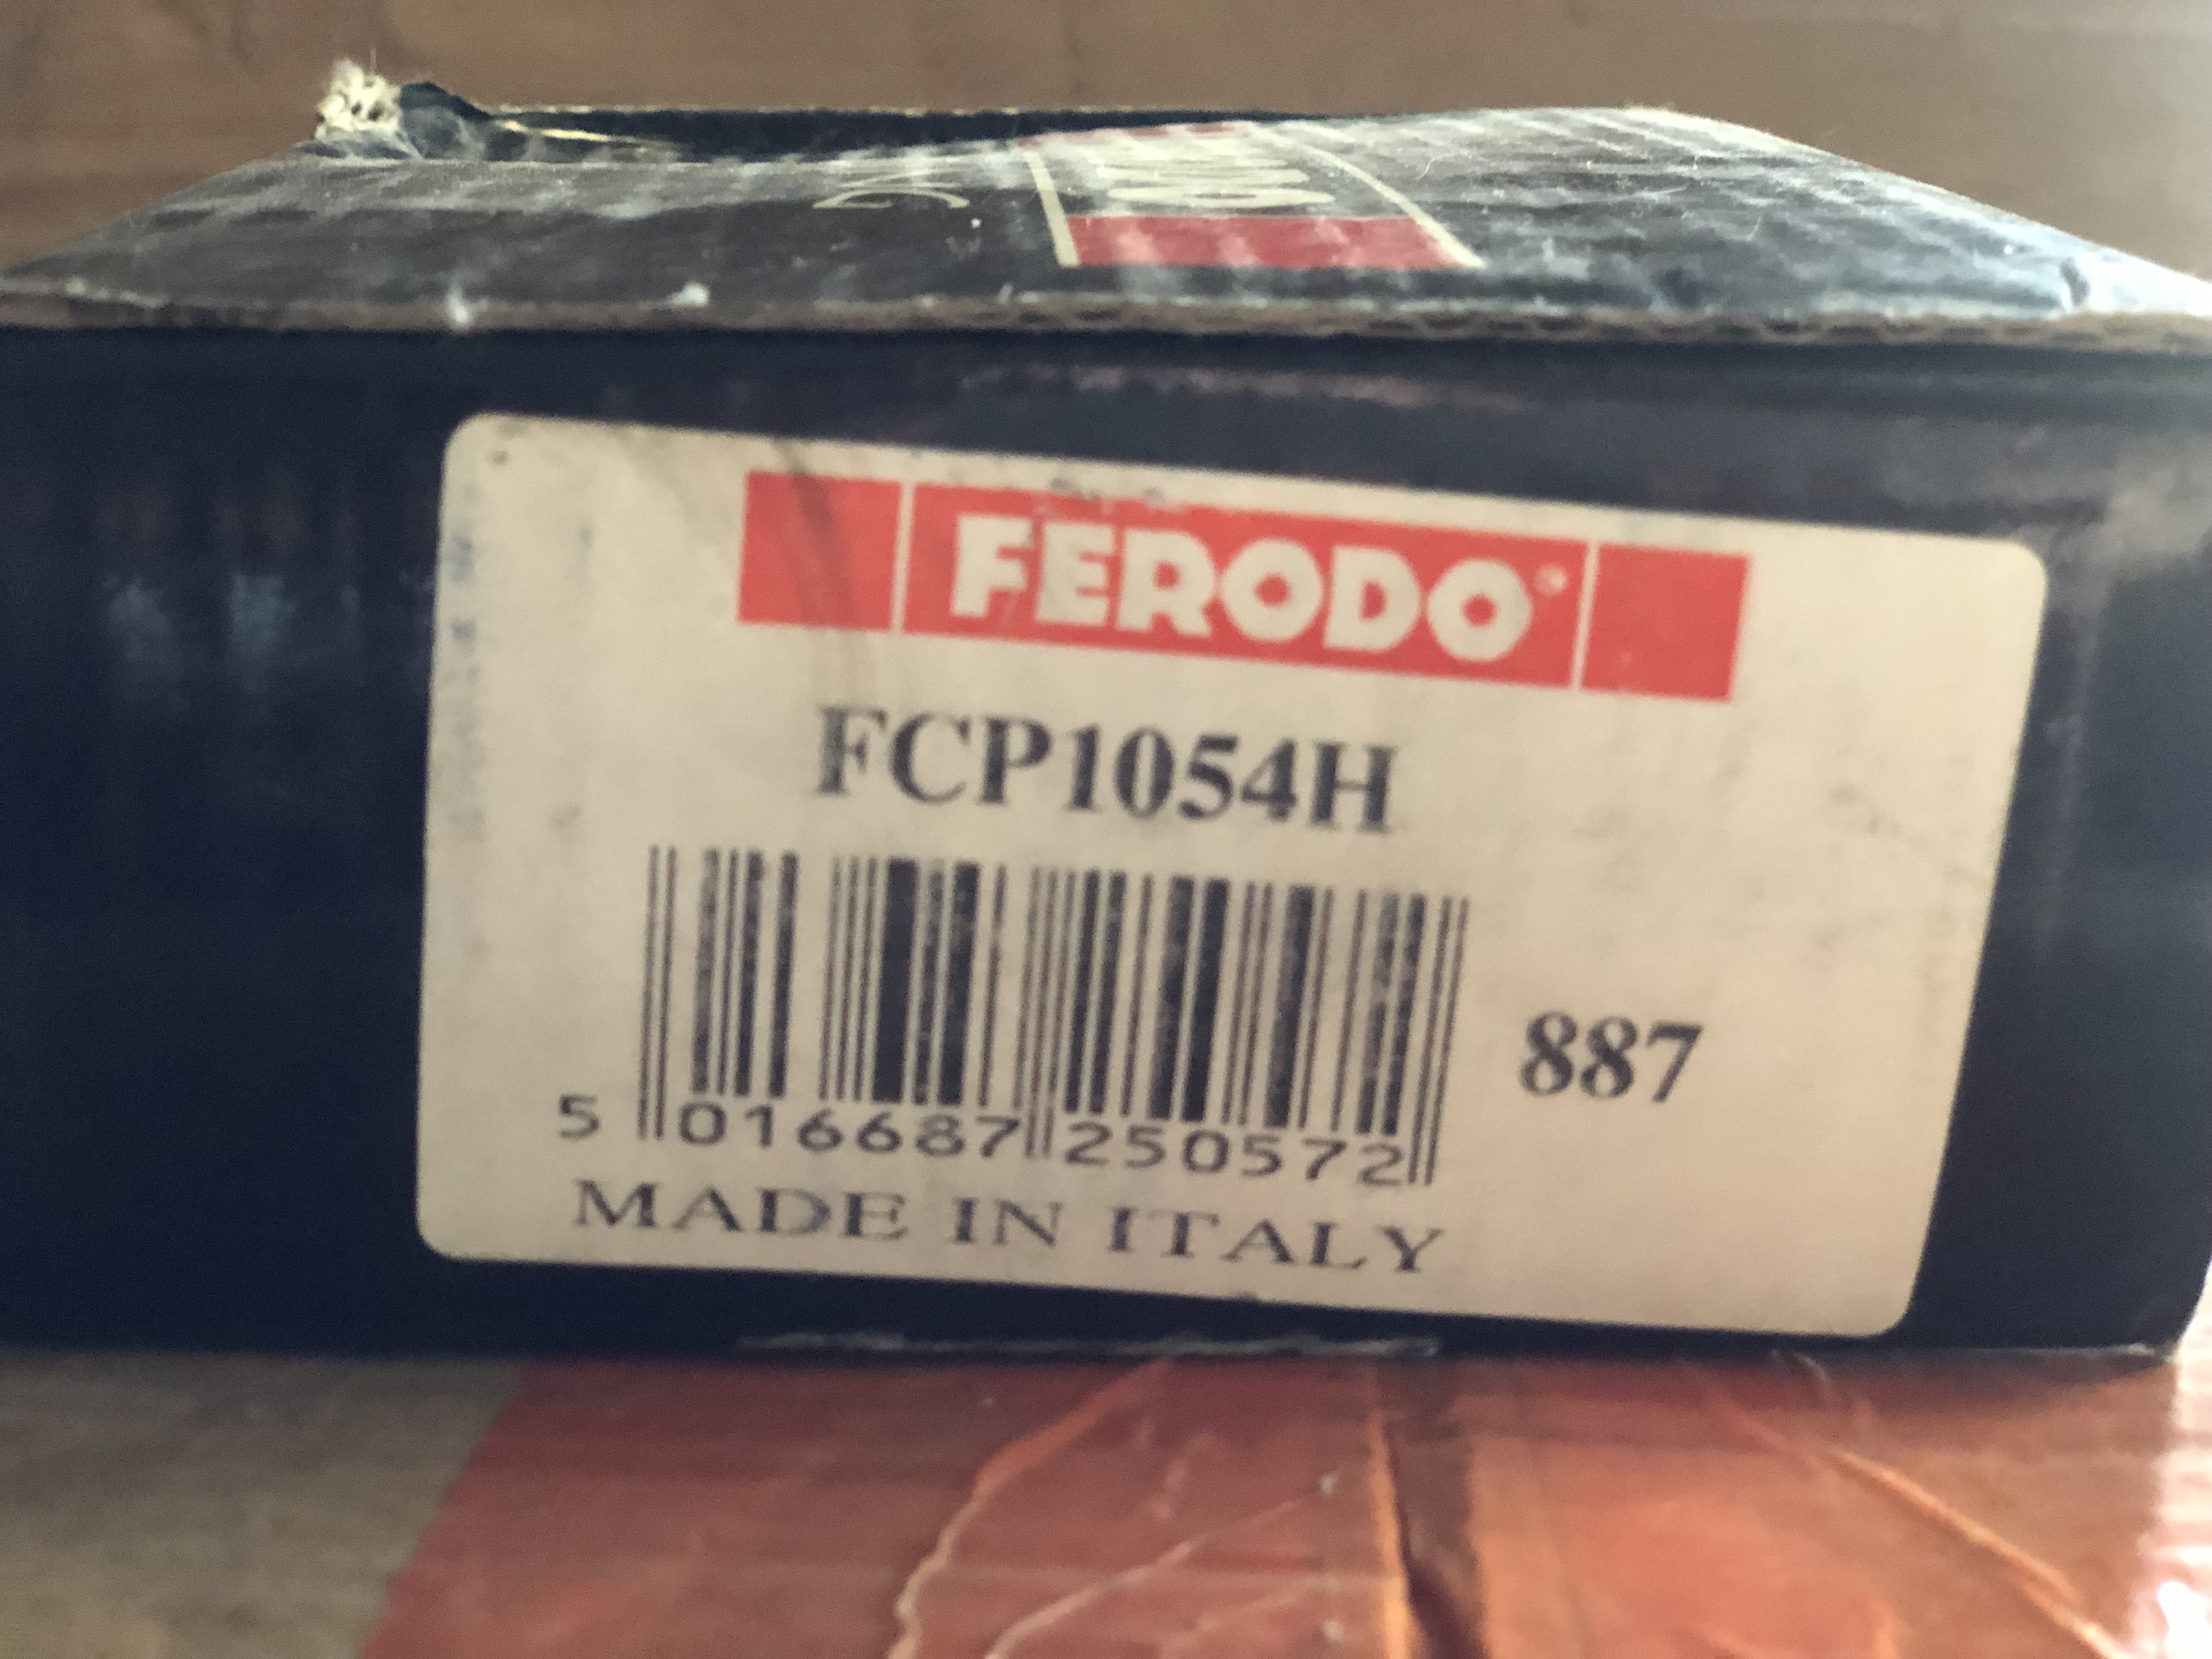 FERODO®
FCP1054H
887
5 016687 250572
MADE IN ITALY